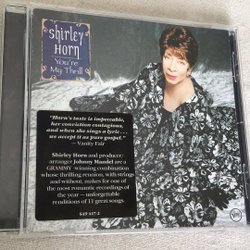 Shirley
Horn
You're
My Thrill
"Horn's taste is impeccable,
her conviction contagious,
and when she sings a lyric...
we accept it as pure gospel."
— Vanity Fair
Shirley Horn and producer/
arranger Johnny Mandel are a
GRAMMY® winning combination
whose thrilling reunion, with strings
and without, makes for one of
the most romantic recordings
of the year — unforgettable
renditions of 11 great songs.
549 417-2